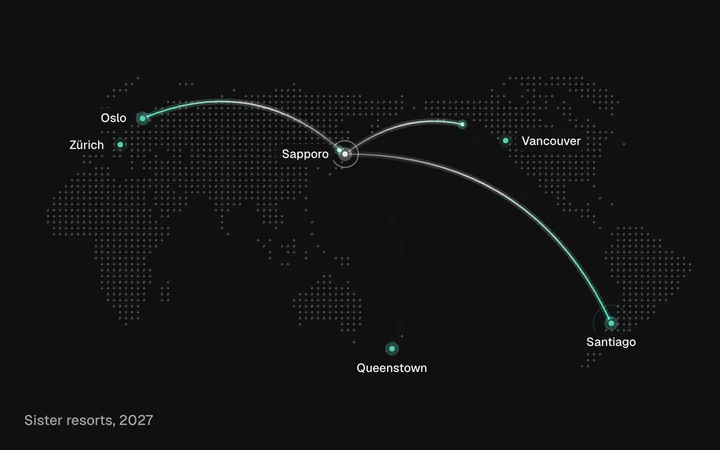 Oslo
Zürich
Sapporo
Vancouver
Santiago
Queenstown
Sister resorts, 2027